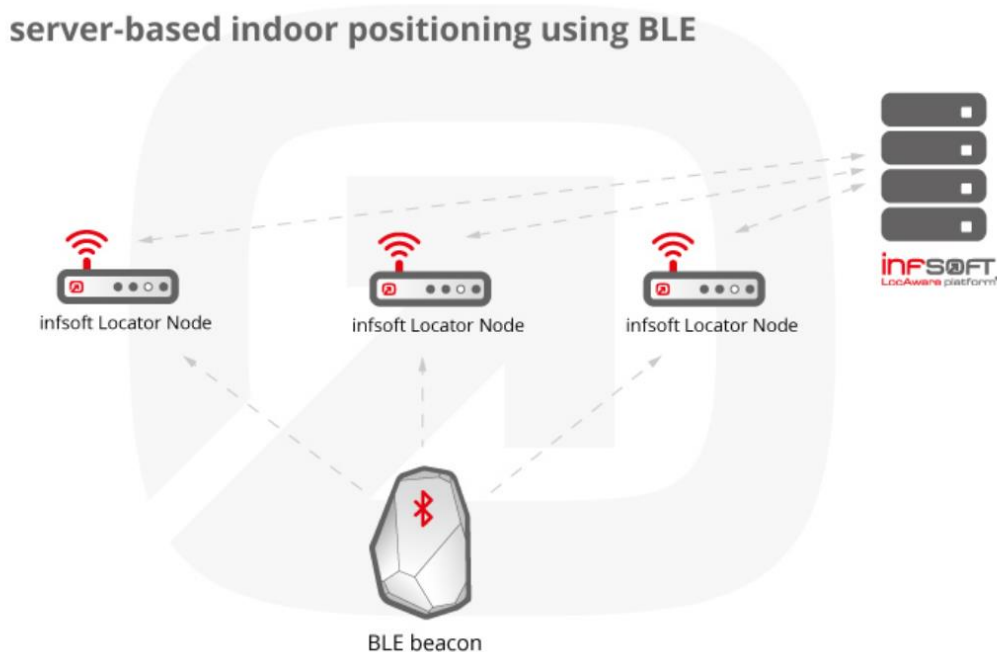 server-based indoor positioning using BLE
infsoft
LocAware platform
infsoft Locator Node
infsoft Locator Node
infsoft Locator Node
BLE beacon